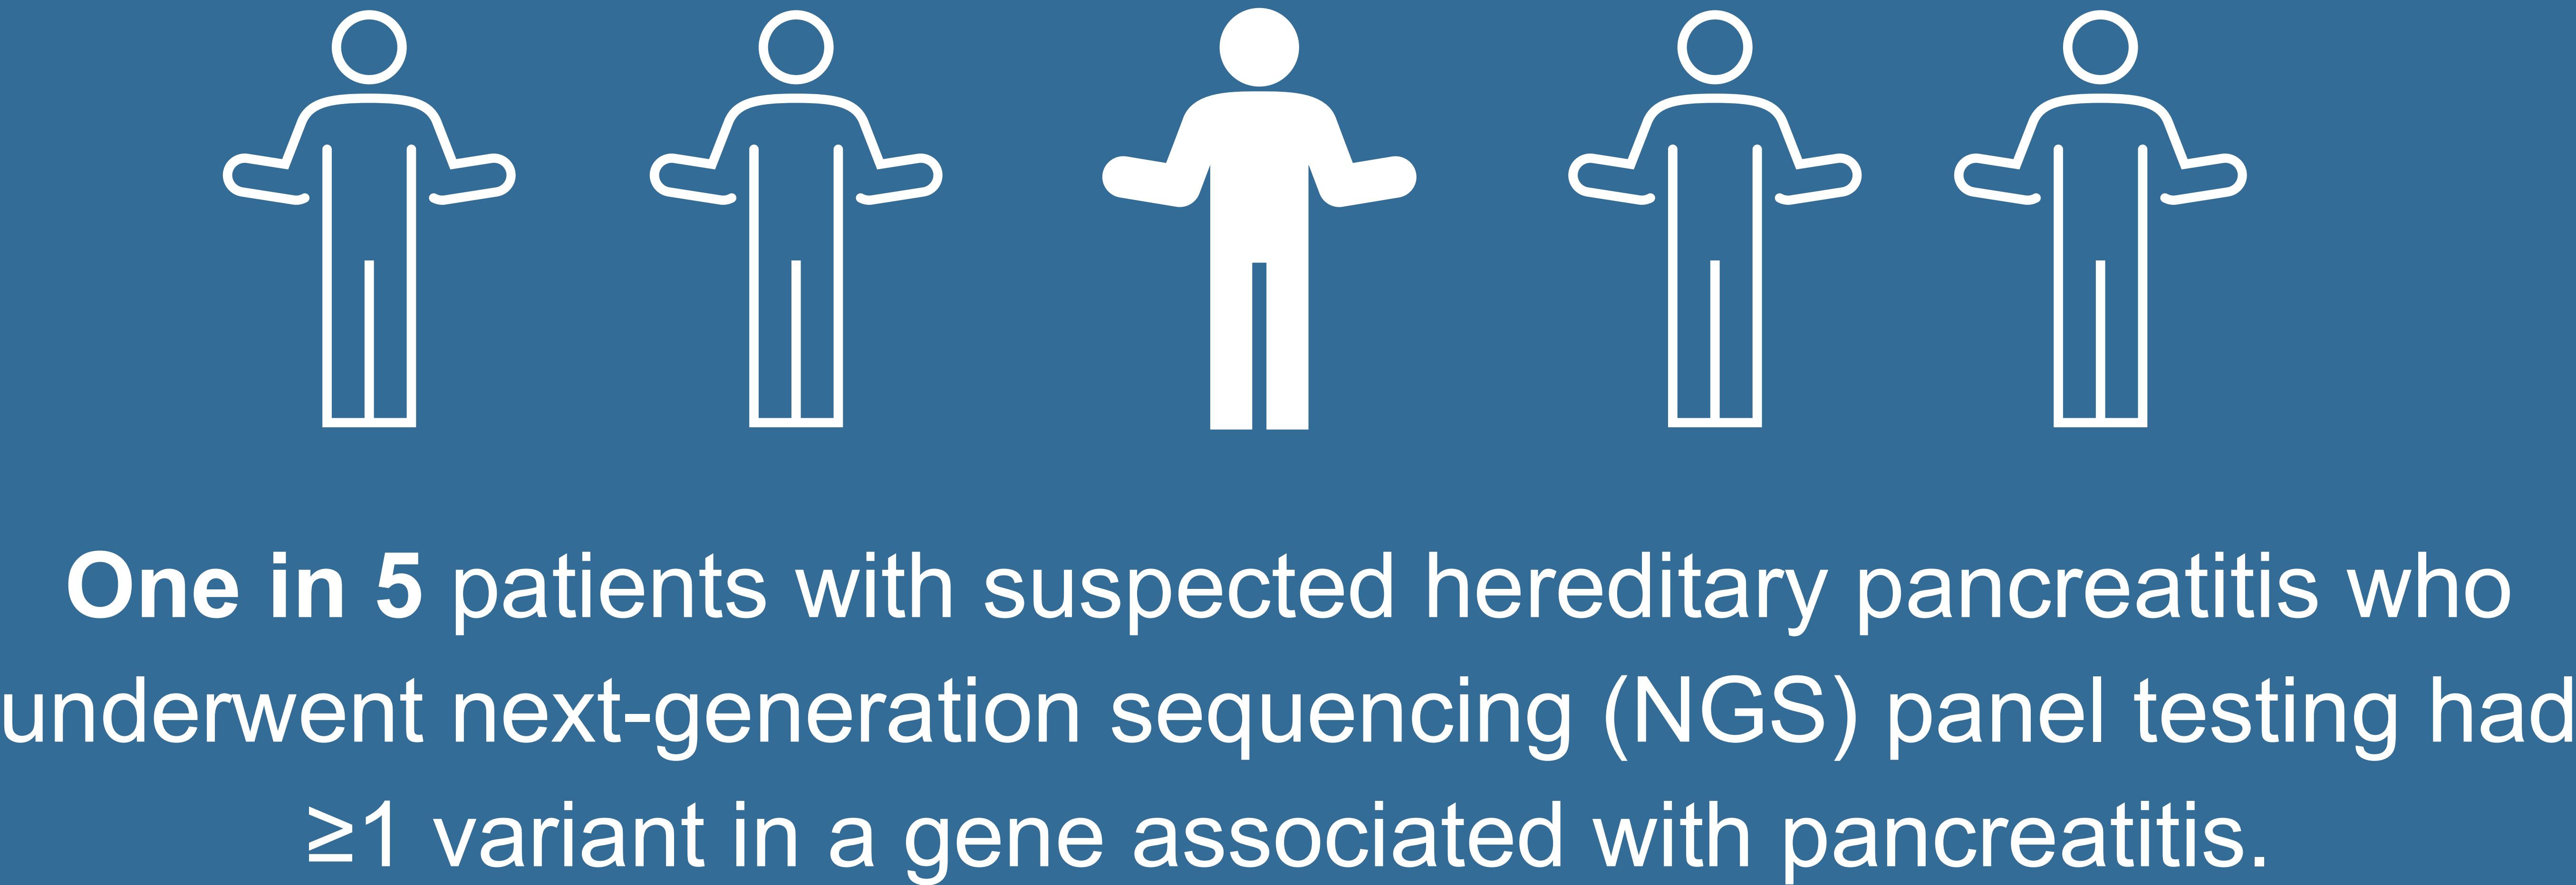 One in 5 patients with suspected hereditary pancreatitis who
underwent next-generation sequencing (NGS) panel testing had
≥1 variant in a gene associated with pancreatitis.